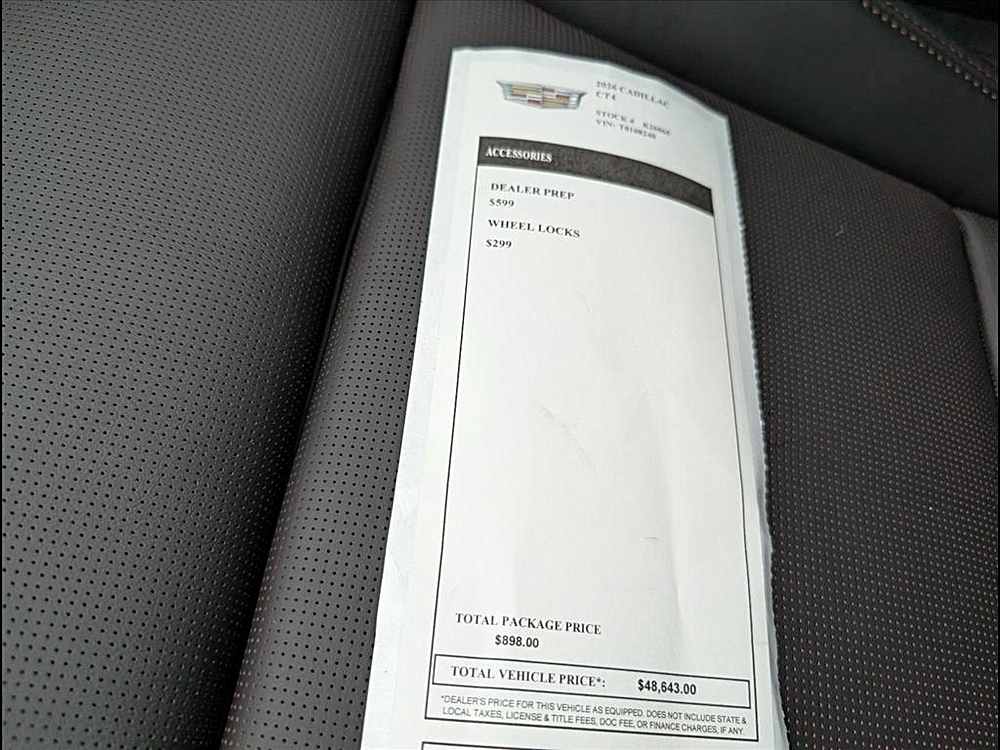 2026 CADILLAC
CT4
STOCK #
VIN:
ACCESSORIES
DEALER PREP
$599
WHEEL LOCKS
$299
TOTAL PACKAGE PRICE
$898.00
TOTAL VEHICLE PRICE*: $48,643.00
*DEALER'S PRICE FOR THIS VEHICLE AS EQUIPPED, DOES NOT INCLUDE STATE &
LOCAL TAXES, LICENSE & TITLE FEES, DOC FEE, OR FINANCE CHARGES, IF ANY.